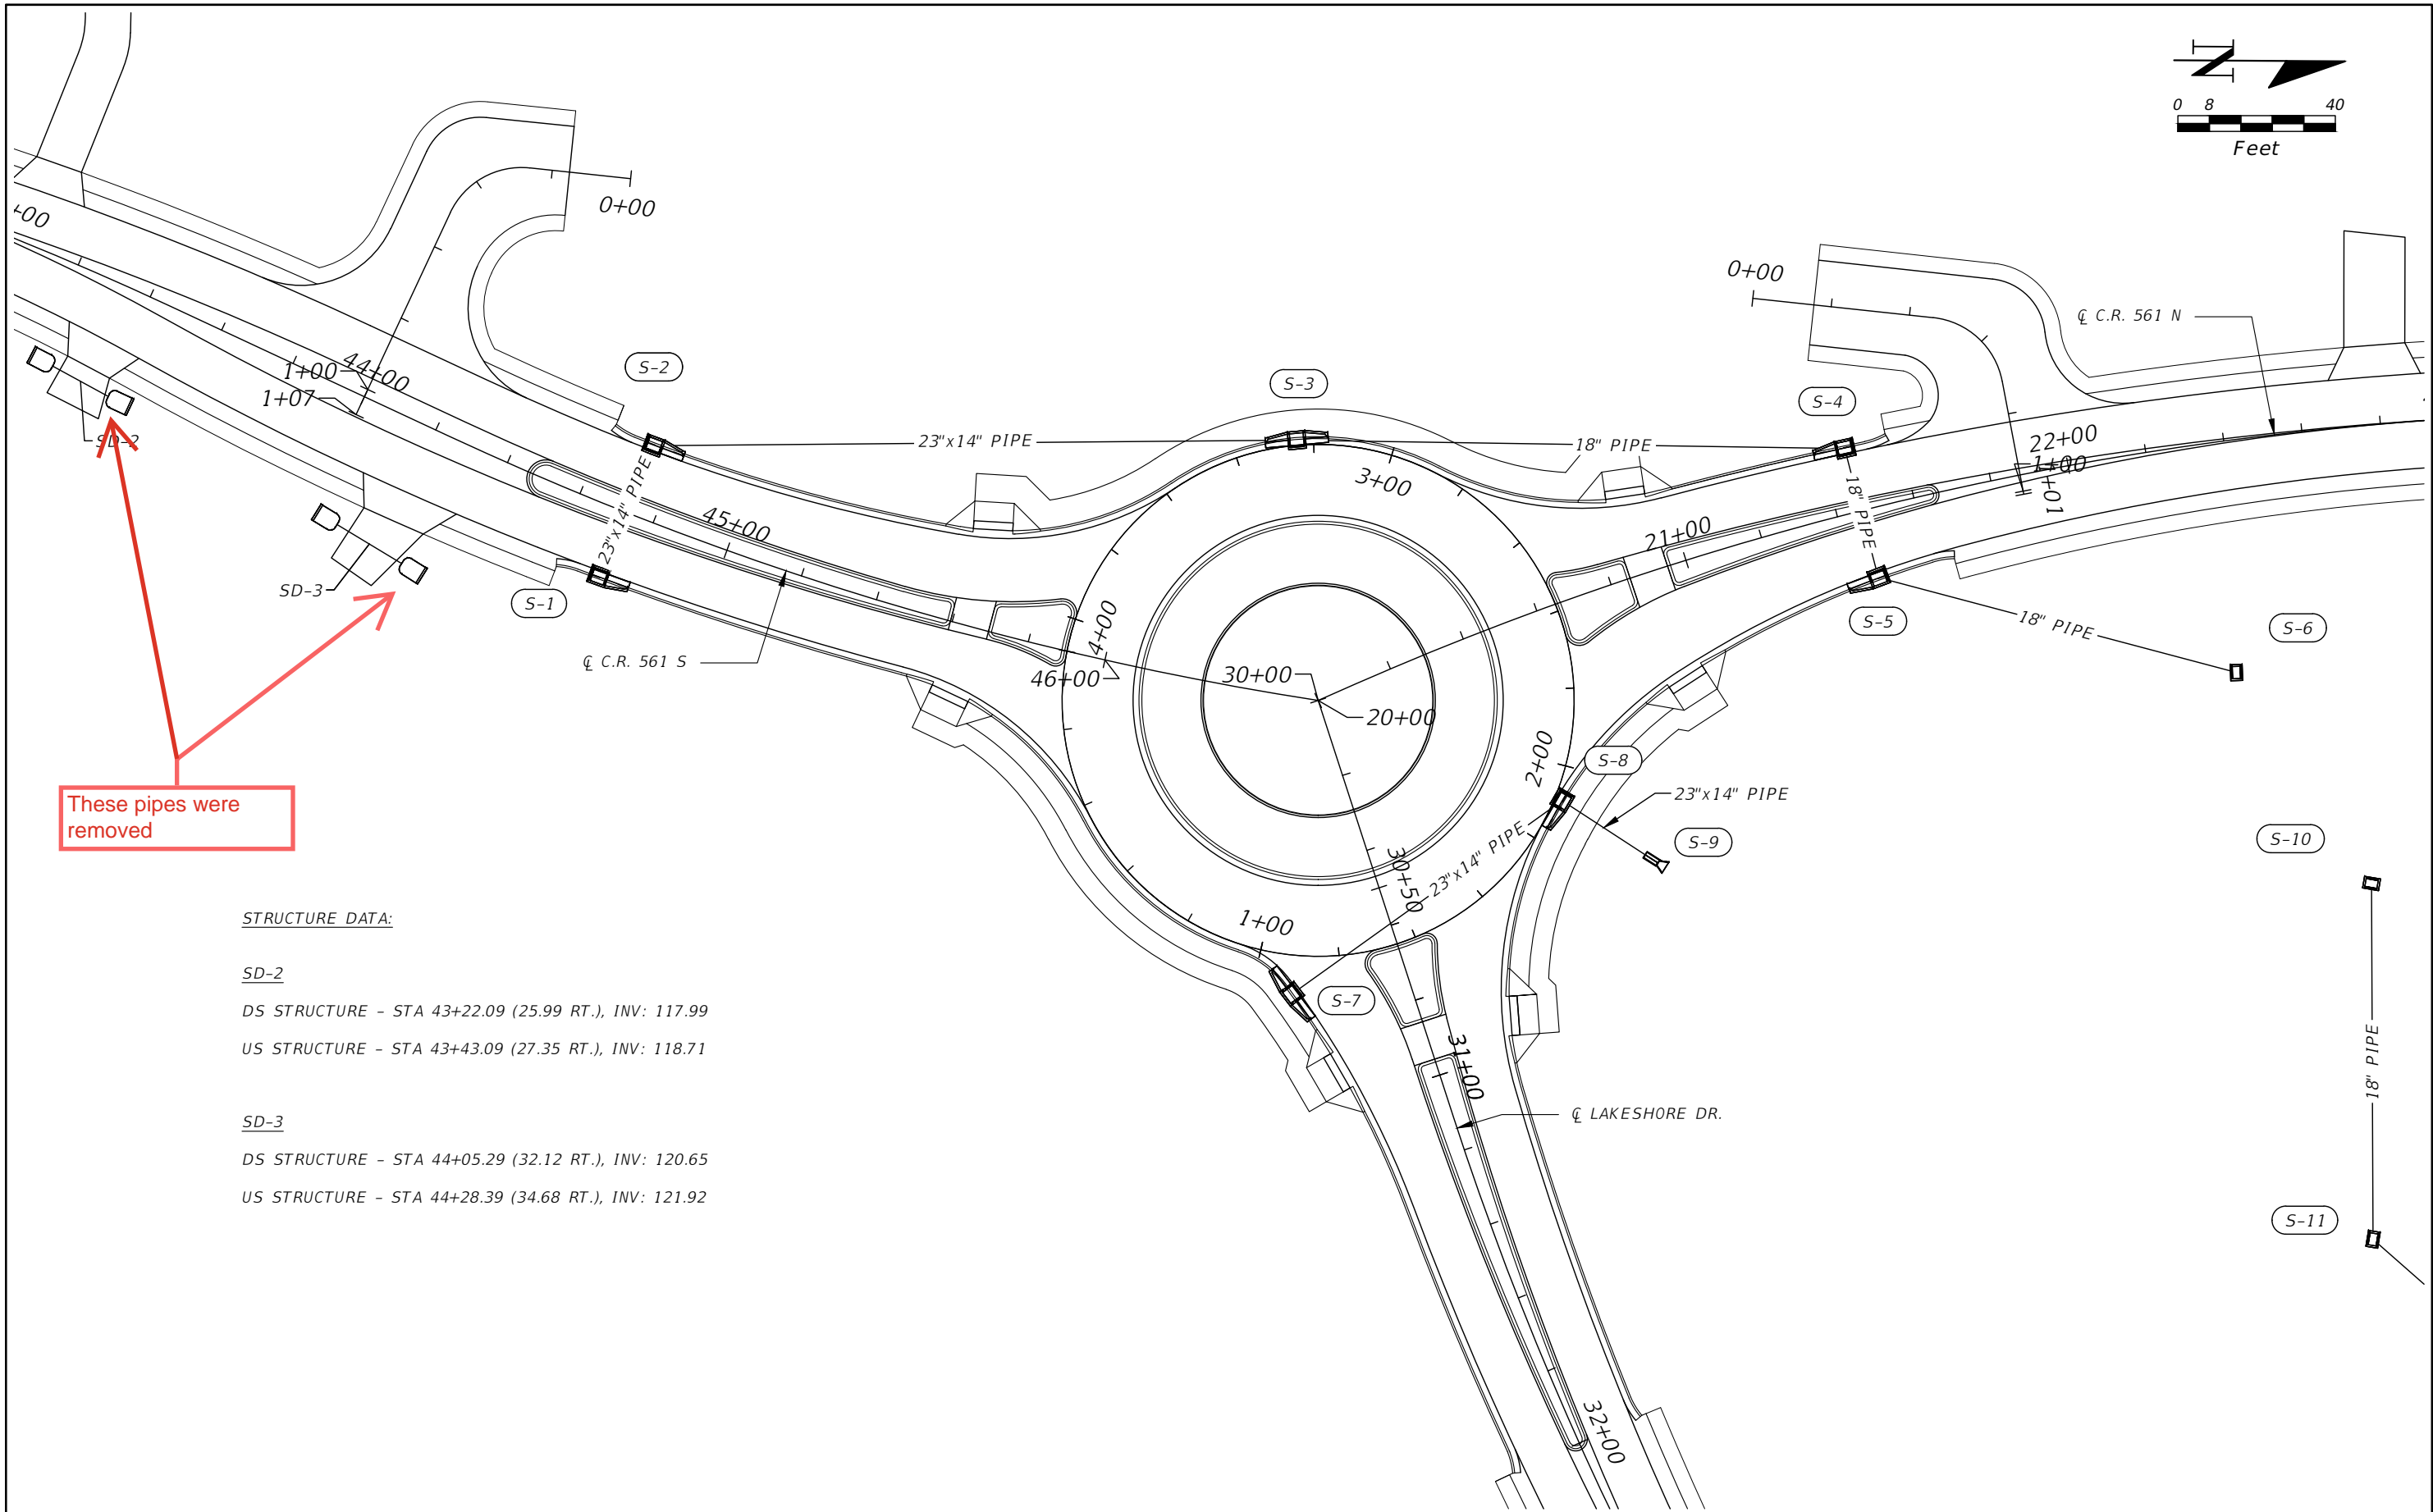 N
0 8 40
Feet
+00
0+00
0+00
℄ C.R. 561 N
S-2
S-3
S-4
44+00
1+00
1+07
SD-2
23"x14" PIPE
18" PIPE
22+00
1+00
1+01
3+00
23"x14" PIPE
45+00
21+00
18" PIPE
SD-3
S-1
S-5
18" PIPE
S-6
℄ C.R. 561 S
4+00
46+00
30+00
20+00
2+00
S-8
23"x14" PIPE
These pipes were
removed
S-9
S-10
23"x14" PIPE
30+50
1+00
S-7
STRUCTURE DATA:
SD-2
DS STRUCTURE - STA 43+22.09 (25.99 RT.), INV: 117.99
US STRUCTURE - STA 43+43.09 (27.35 RT.), INV: 118.71
SD-3
DS STRUCTURE - STA 44+05.29 (32.12 RT.), INV: 120.65
US STRUCTURE - STA 44+28.39 (34.68 RT.), INV: 121.92
31+00
18" PIPE
℄ LAKESHORE DR.
S-11
32+00